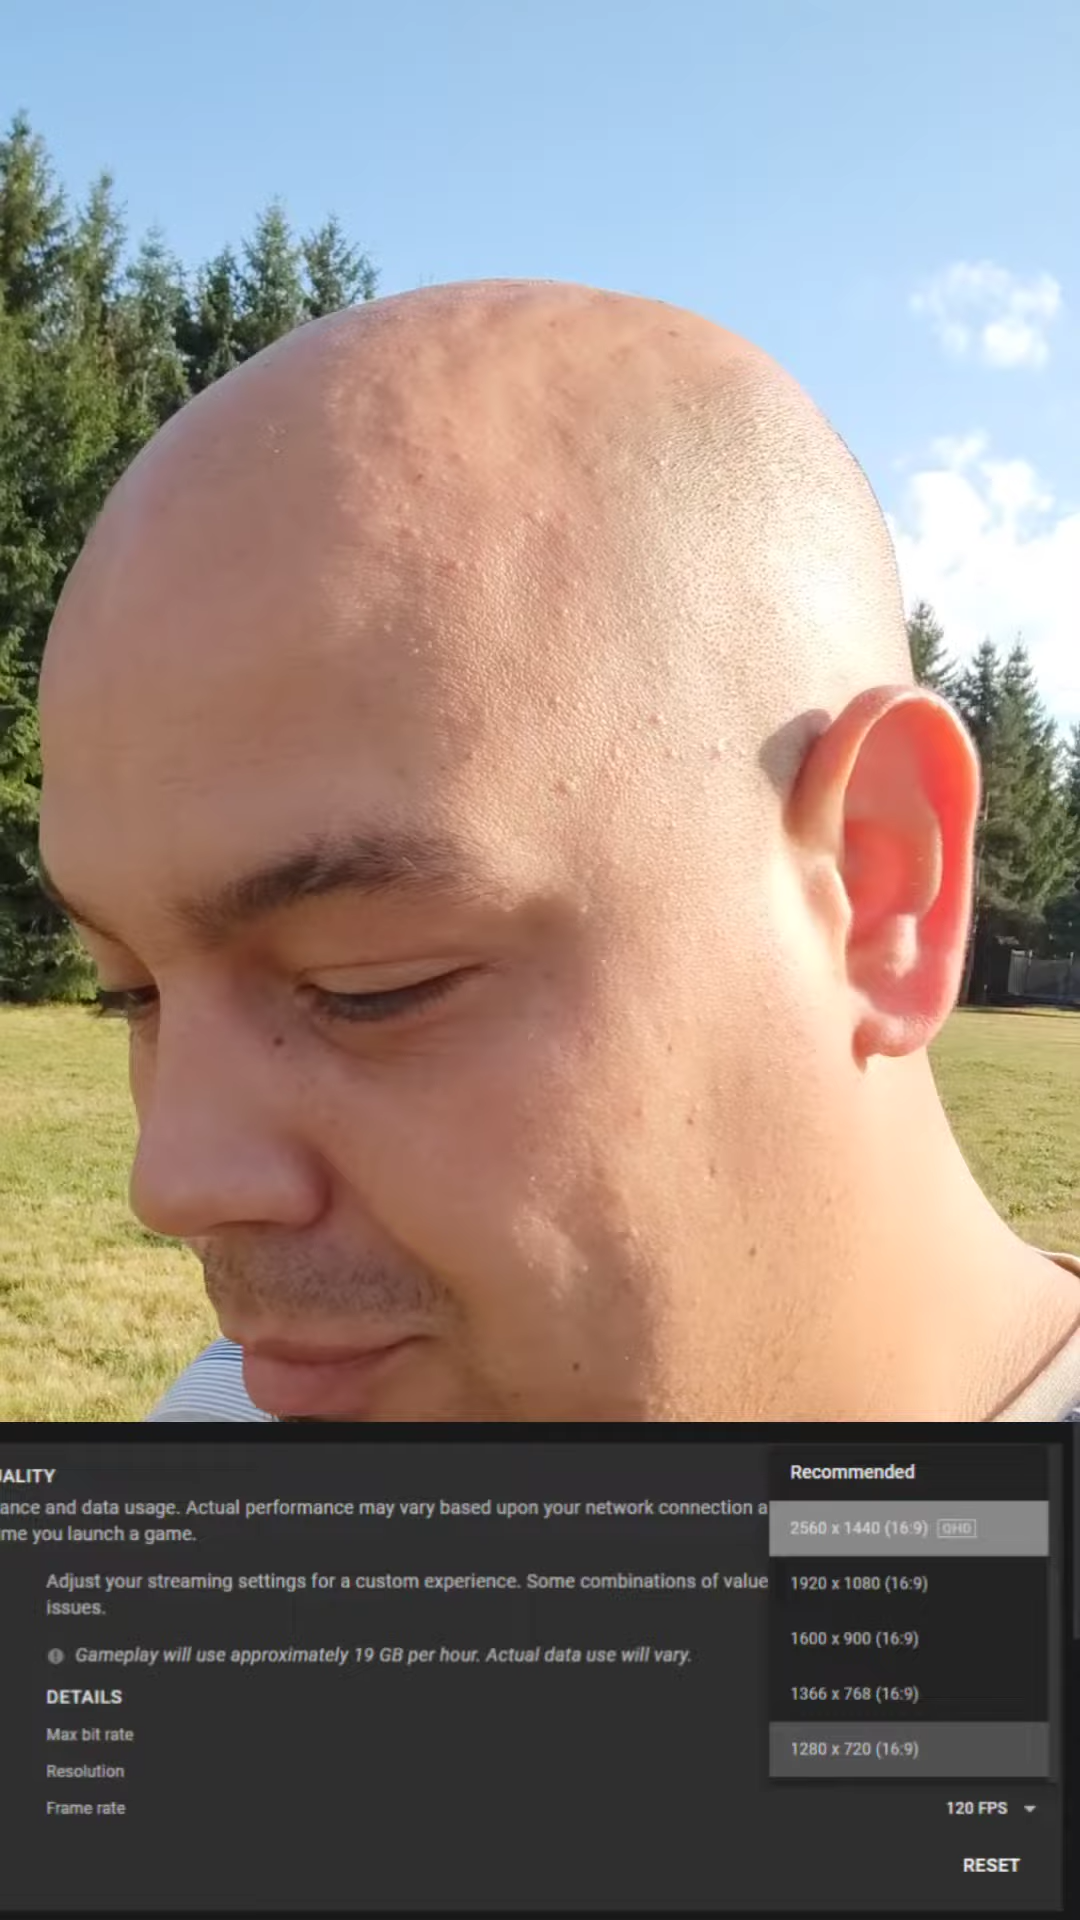 ALITY
ance and data usage. Actual performance may vary based upon your network connection a
me you launch a game.
Adjust your streaming settings for a custom experience. Some combinations of value
issues.
Gameplay will use approximately 19 GB per hour. Actual data use will vary.
DETAILS
Max bit rate
Resolution
Frame rate
Recommended
2560 x 1440 (16:9) QHD
1920 x 1080 (16:9)
1600 x 900 (16:9)
1366 x 768 (16:9)
1280 x 720 (16:9)
120 FPS
RESET